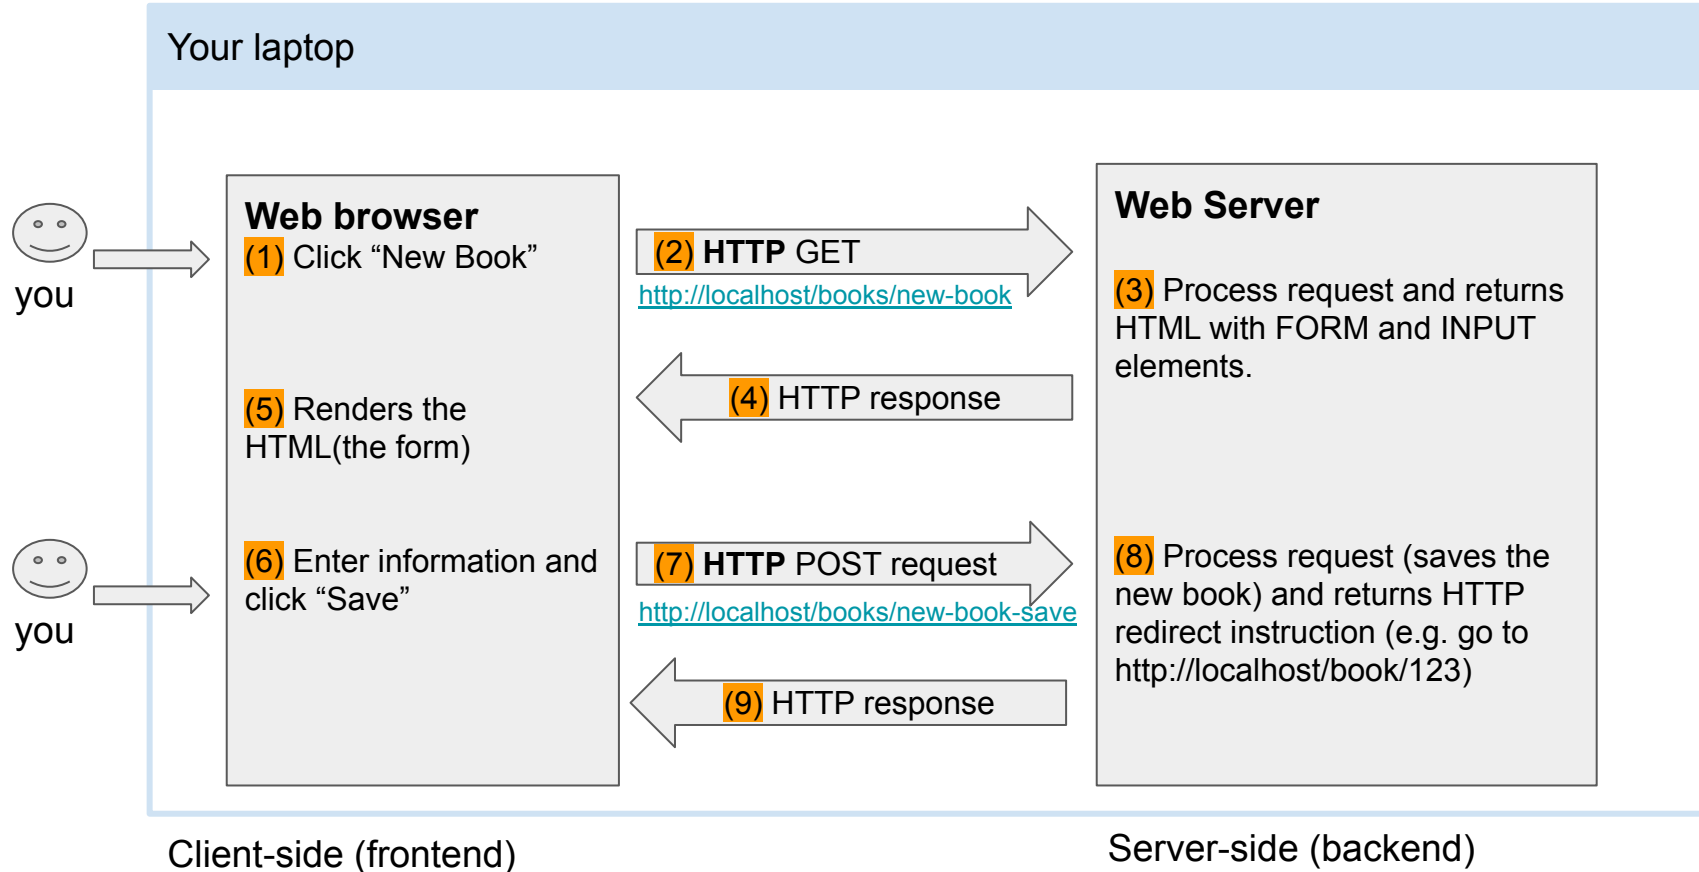 Your laptop
you
Web browser
(1) Click “New Book”
(2) HTTP GET
http://localhost/books/new-book
Web Server
(3) Process request and returns
HTML with FORM and INPUT
elements.
(4) HTTP response
(5) Renders the
HTML(the form)
you
(6) Enter information and
click “Save”
(7) HTTP POST request
http://localhost/books/new-book-save
(8) Process request (saves the
new book) and returns HTTP
redirect instruction (e.g. go to
http://localhost/book/123)
(9) HTTP response
Client-side (frontend)
Server-side (backend)